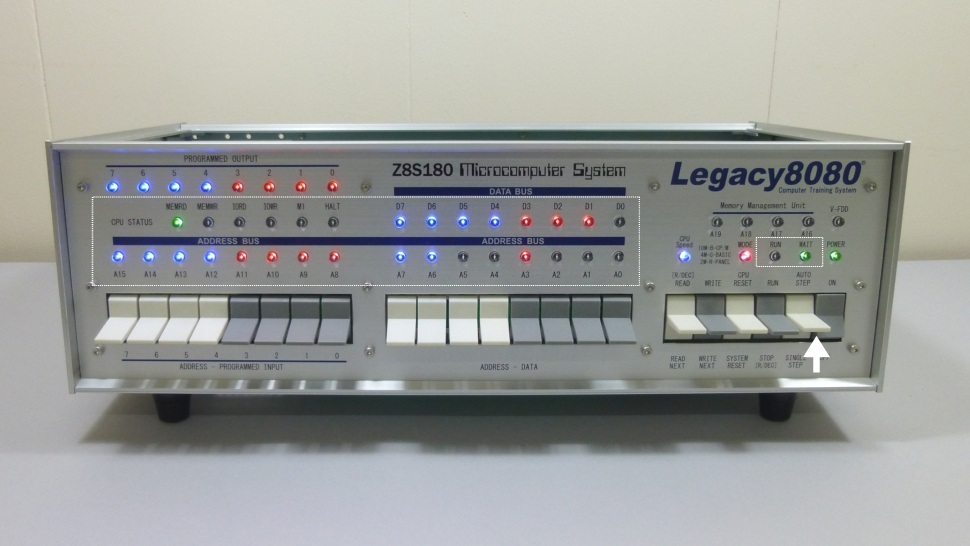 PROGRAMMED OUTPUT
7 6 5 4 3 2 1 0
Z8S180 Microcomputer System
DATA BUS
Legacy8080
Computer Training System
CPU STATUS
MEMRD MEMWR IORD IOWR M1 HALT
D7 D6 D5 D4 D3 D2 D1 D0
Memory Management Unit
V-FDD
A19 A18 A17 A16
ADDRESS BUS
ADDRESS BUS
CPU Speed
MODE RUN WAIT POWER
A15 A14 A13 A12 A11 A10 A9 A8
A7 A6 A5 A4 A3 A2 A1 A0
READ WRITE
CPU RESET
RUN
AUTO STEP
ON
7 6 5 4 3 2 1 0
ADDRESS - PROGRAMMED INPUT
ADDRESS - DATA
READ NEXT
WRITE NEXT
SYSTEM RESET
STOP
SINGLE STEP